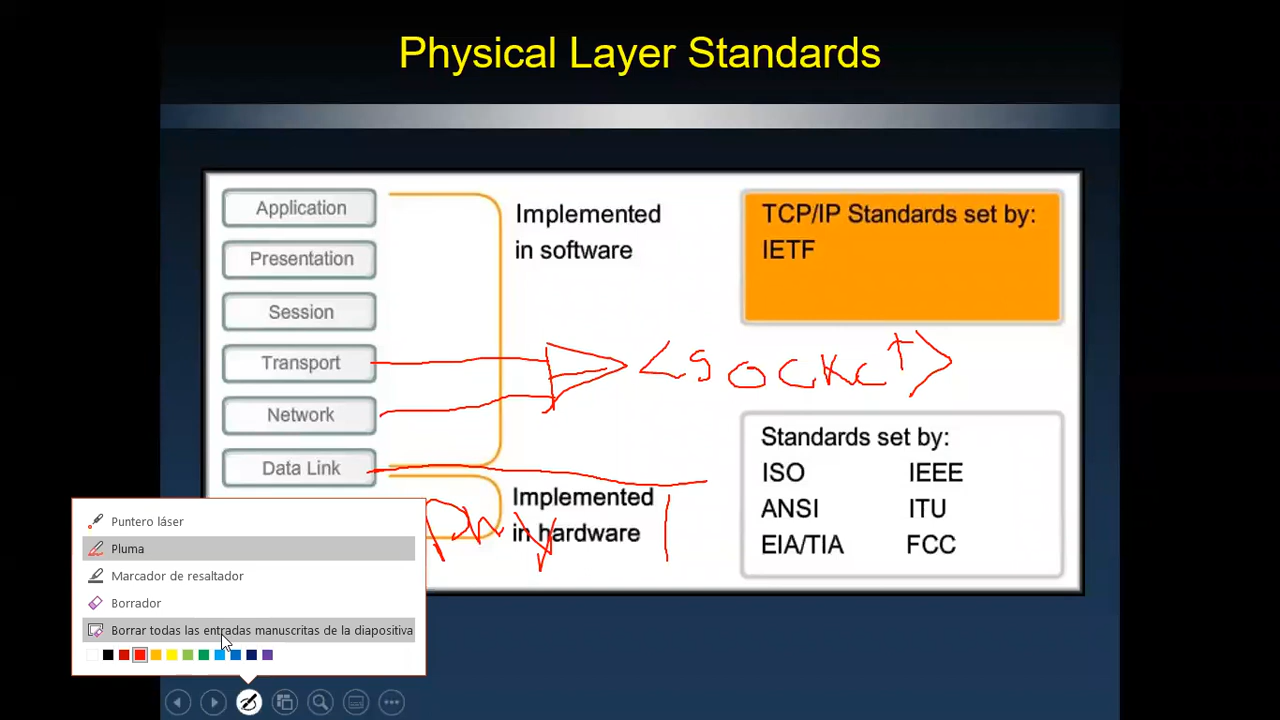 Physical Layer Standards
Application
Presentation
Session
Transport
Network
Data Link
Implemented
in software
TCP/IP Standards set by:
IETF
<socket>
Implemented
in hardware
Phy
Standards set by:
ISO IEEE
ANSI ITU
EIA/TIA FCC
Puntero láser
Pluma
Marcador de resaltador
Borrador
Borrar todas las entradas manuscritas de la diapositiva